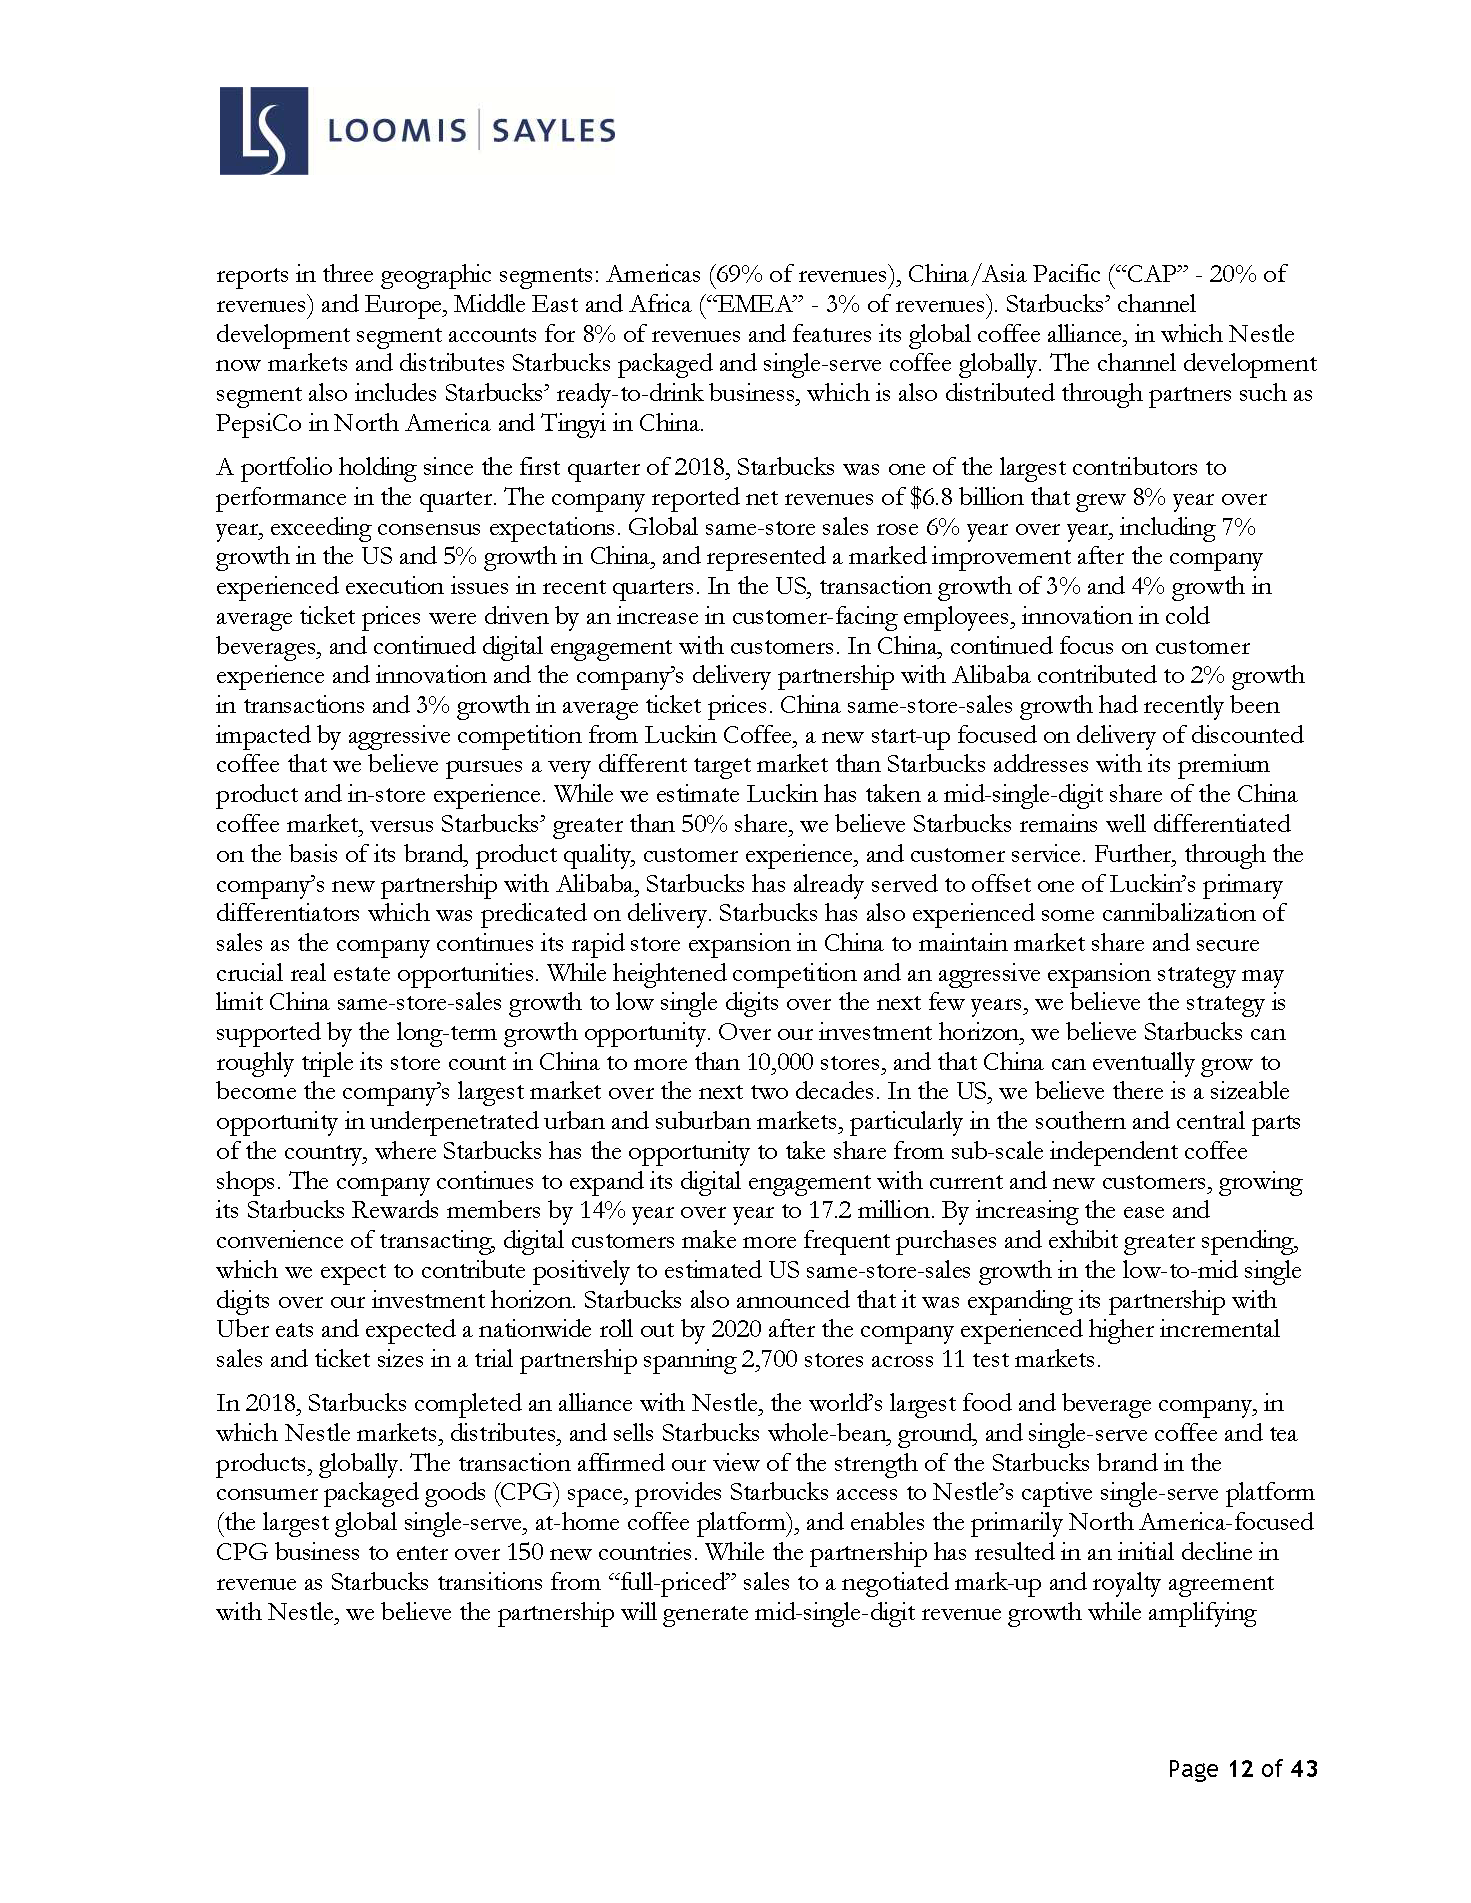 LS LOOMIS | SAYLES
reports in three geographic segments: Americas (69% of revenues), China/Asia Pacific (“CAP” - 20% of
revenues) and Europe, Middle East and Africa (“EMEA” - 3% of revenues). Starbucks’ channel
development segment accounts for 8% of revenues and features its global coffee alliance, in which Nestle
now markets and distributes Starbucks packaged and single-serve coffee globally. The channel development
segment also includes Starbucks’ ready-to-drink business, which is also distributed through partners such as
PepsiCo in North America and Tingyi in China.
A portfolio holding since the first quarter of 2018, Starbucks was one of the largest contributors to
performance in the quarter. The company reported net revenues of $6.8 billion that grew 8% year over
year, exceeding consensus expectations. Global same-store sales rose 6% year over year, including 7%
growth in the US and 5% growth in China, and represented a marked improvement after the company
experienced execution issues in recent quarters. In the US, transaction growth of 3% and 4% growth in
average ticket prices were driven by an increase in customer-facing employees, innovation in cold
beverages, and continued digital engagement with customers. In China, continued focus on customer
experience and innovation and the company’s delivery partnership with Alibaba contributed to 2% growth
in transactions and 3% growth in average ticket prices. China same-store-sales growth had recently been
impacted by aggressive competition from Luckin Coffee, a new start-up focused on delivery of discounted
coffee that we believe pursues a very different target market than Starbucks addresses with its premium
product and in-store experience. While we estimate Luckin has taken a mid-single-digit share of the China
coffee market, versus Starbucks’ greater than 50% share, we believe Starbucks remains well differentiated
on the basis of its brand, product quality, customer experience, and customer service. Further, through the
company’s new partnership with Alibaba, Starbucks has already served to offset one of Luckin’s primary
differentiators which was predicated on delivery. Starbucks has also experienced some cannibalization of
sales as the company continues its rapid store expansion in China to maintain market share and secure
crucial real estate opportunities. While heightened competition and an aggressive expansion strategy may
limit China same-store-sales growth to low single digits over the next few years, we believe the strategy is
supported by the long-term growth opportunity. Over our investment horizon, we believe Starbucks can
roughly triple its store count in China to more than 10,000 stores, and that China can eventually grow to
become the company’s largest market over the next two decades. In the US, we believe there is a sizeable
opportunity in underpenetrated urban and suburban markets, particularly in the southern and central parts
of the country, where Starbucks has the opportunity to take share from sub-scale independent coffee
shops. The company continues to expand its digital engagement with current and new customers, growing
its Starbucks Rewards members by 14% year over year to 17.2 million. By increasing the ease and
convenience of transacting, digital customers make more frequent purchases and exhibit greater spending,
which we expect to contribute positively to estimated US same-store-sales growth in the low-to-mid single
digits over our investment horizon. Starbucks also announced that it was expanding its partnership with
Uber eats and expected a nationwide roll out by 2020 after the company experienced higher incremental
sales and ticket sizes in a trial partnership spanning 2,700 stores across 11 test markets.
In 2018, Starbucks completed an alliance with Nestle, the world’s largest food and beverage company, in
which Nestle markets, distributes, and sells Starbucks whole-bean, ground, and single-serve coffee and tea
products, globally. The transaction affirmed our view of the strength of the Starbucks brand in the
consumer packaged goods (CPG) space, provides Starbucks access to Nestle’s captive single-serve platform
(the largest global single-serve, at-home coffee platform), and enables the primarily North America-focused
CPG business to enter over 150 new countries. While the partnership has resulted in an initial decline in
revenue as Starbucks transitions from “full-priced” sales to a negotiated mark-up and royalty agreement
with Nestle, we believe the partnership will generate mid-single-digit revenue growth while amplifying
Page 12 of 43